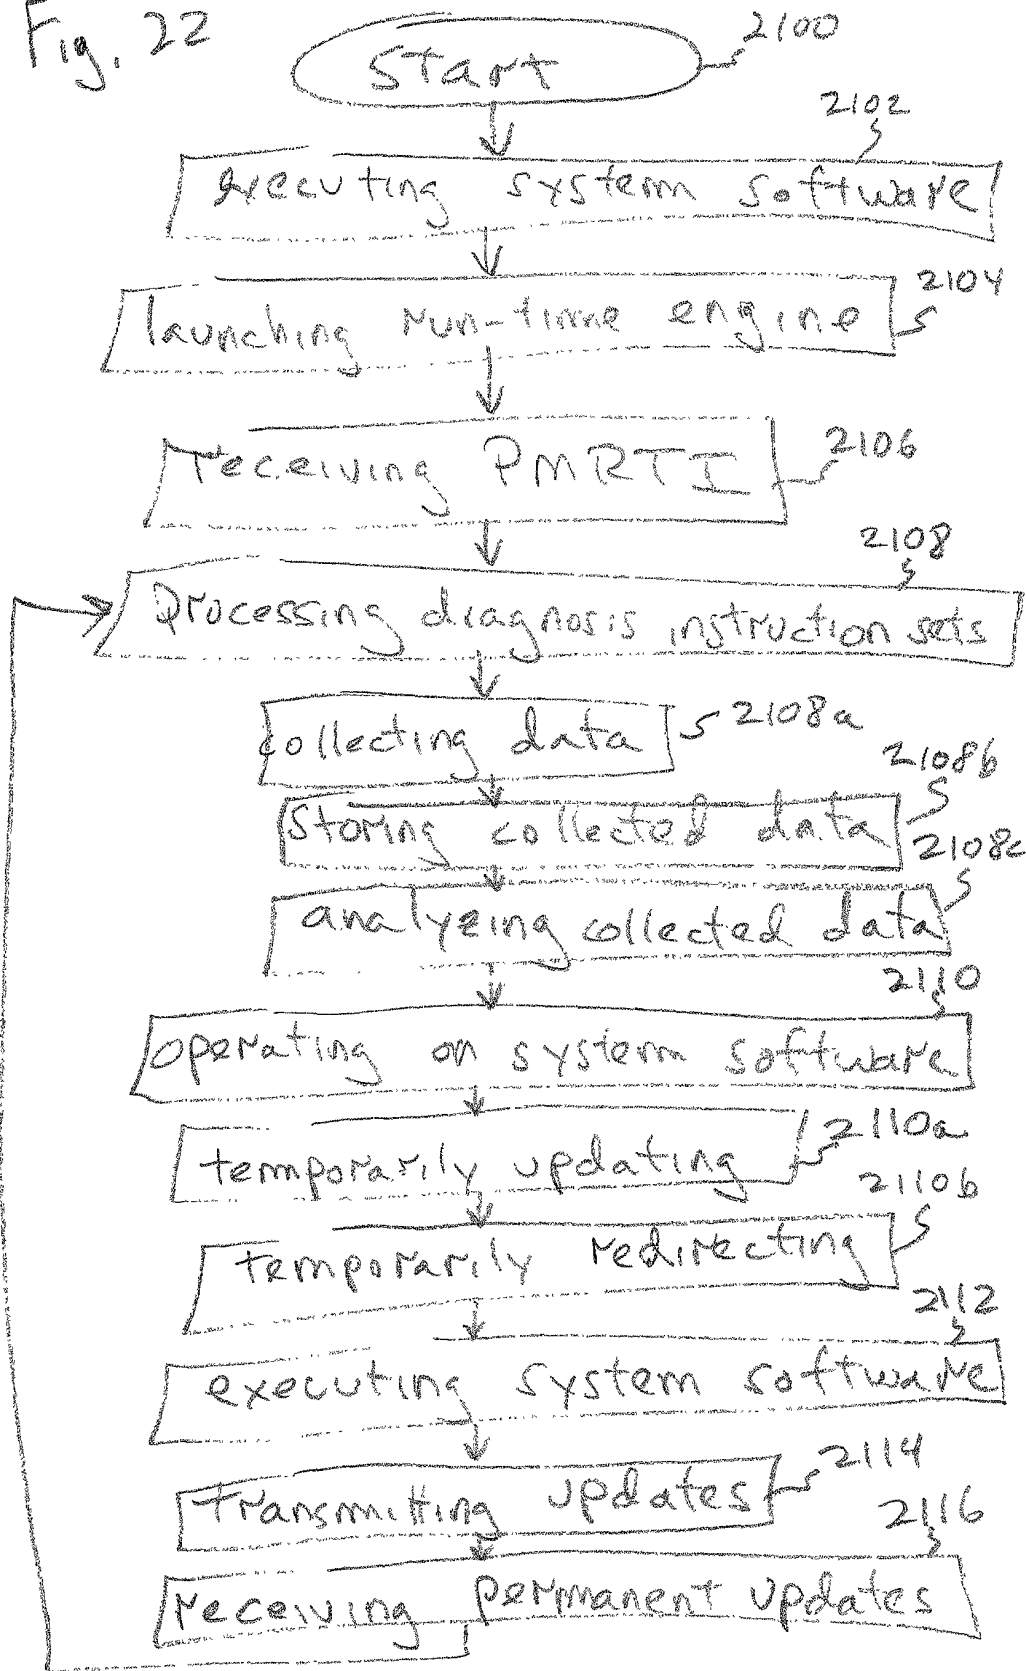 Fig. 22
Start 2100
2102
executing system software
2104
launching run-time engine
receiving PMRTI 2106
2108
Processing diagnosis instruction sets
collecting data 2108a
2108b
storing collected data
2108c
analyzing collected data
2110
operating on system software
2110a
temporarily updating
2110b
temporarily redirecting
2112
executing system software
2114
transmitting updates
2116
receiving permanent updates